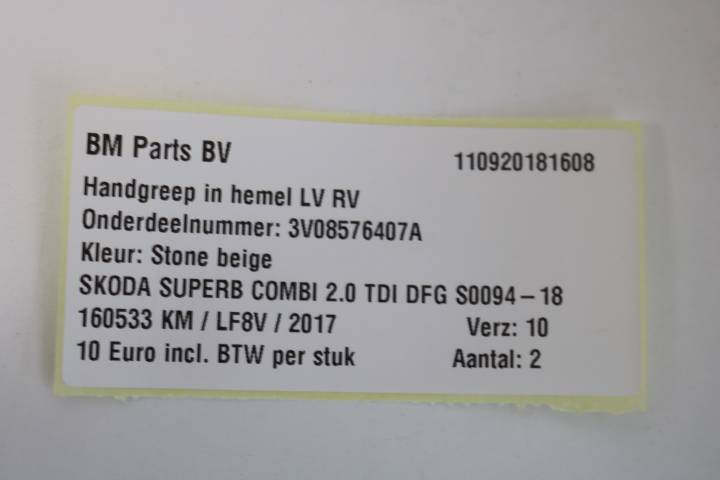 BM Parts BV 110920181608
Handgreep in hemel LV RV
Onderdeelnummer: 3V08576407A
Kleur: Stone beige
SKODA SUPERB COMBI 2.0 TDI DFG S0094-18
160533 KM / LF8V / 2017 Verz: 10
10 Euro incl. BTW per stuk Aantal: 2